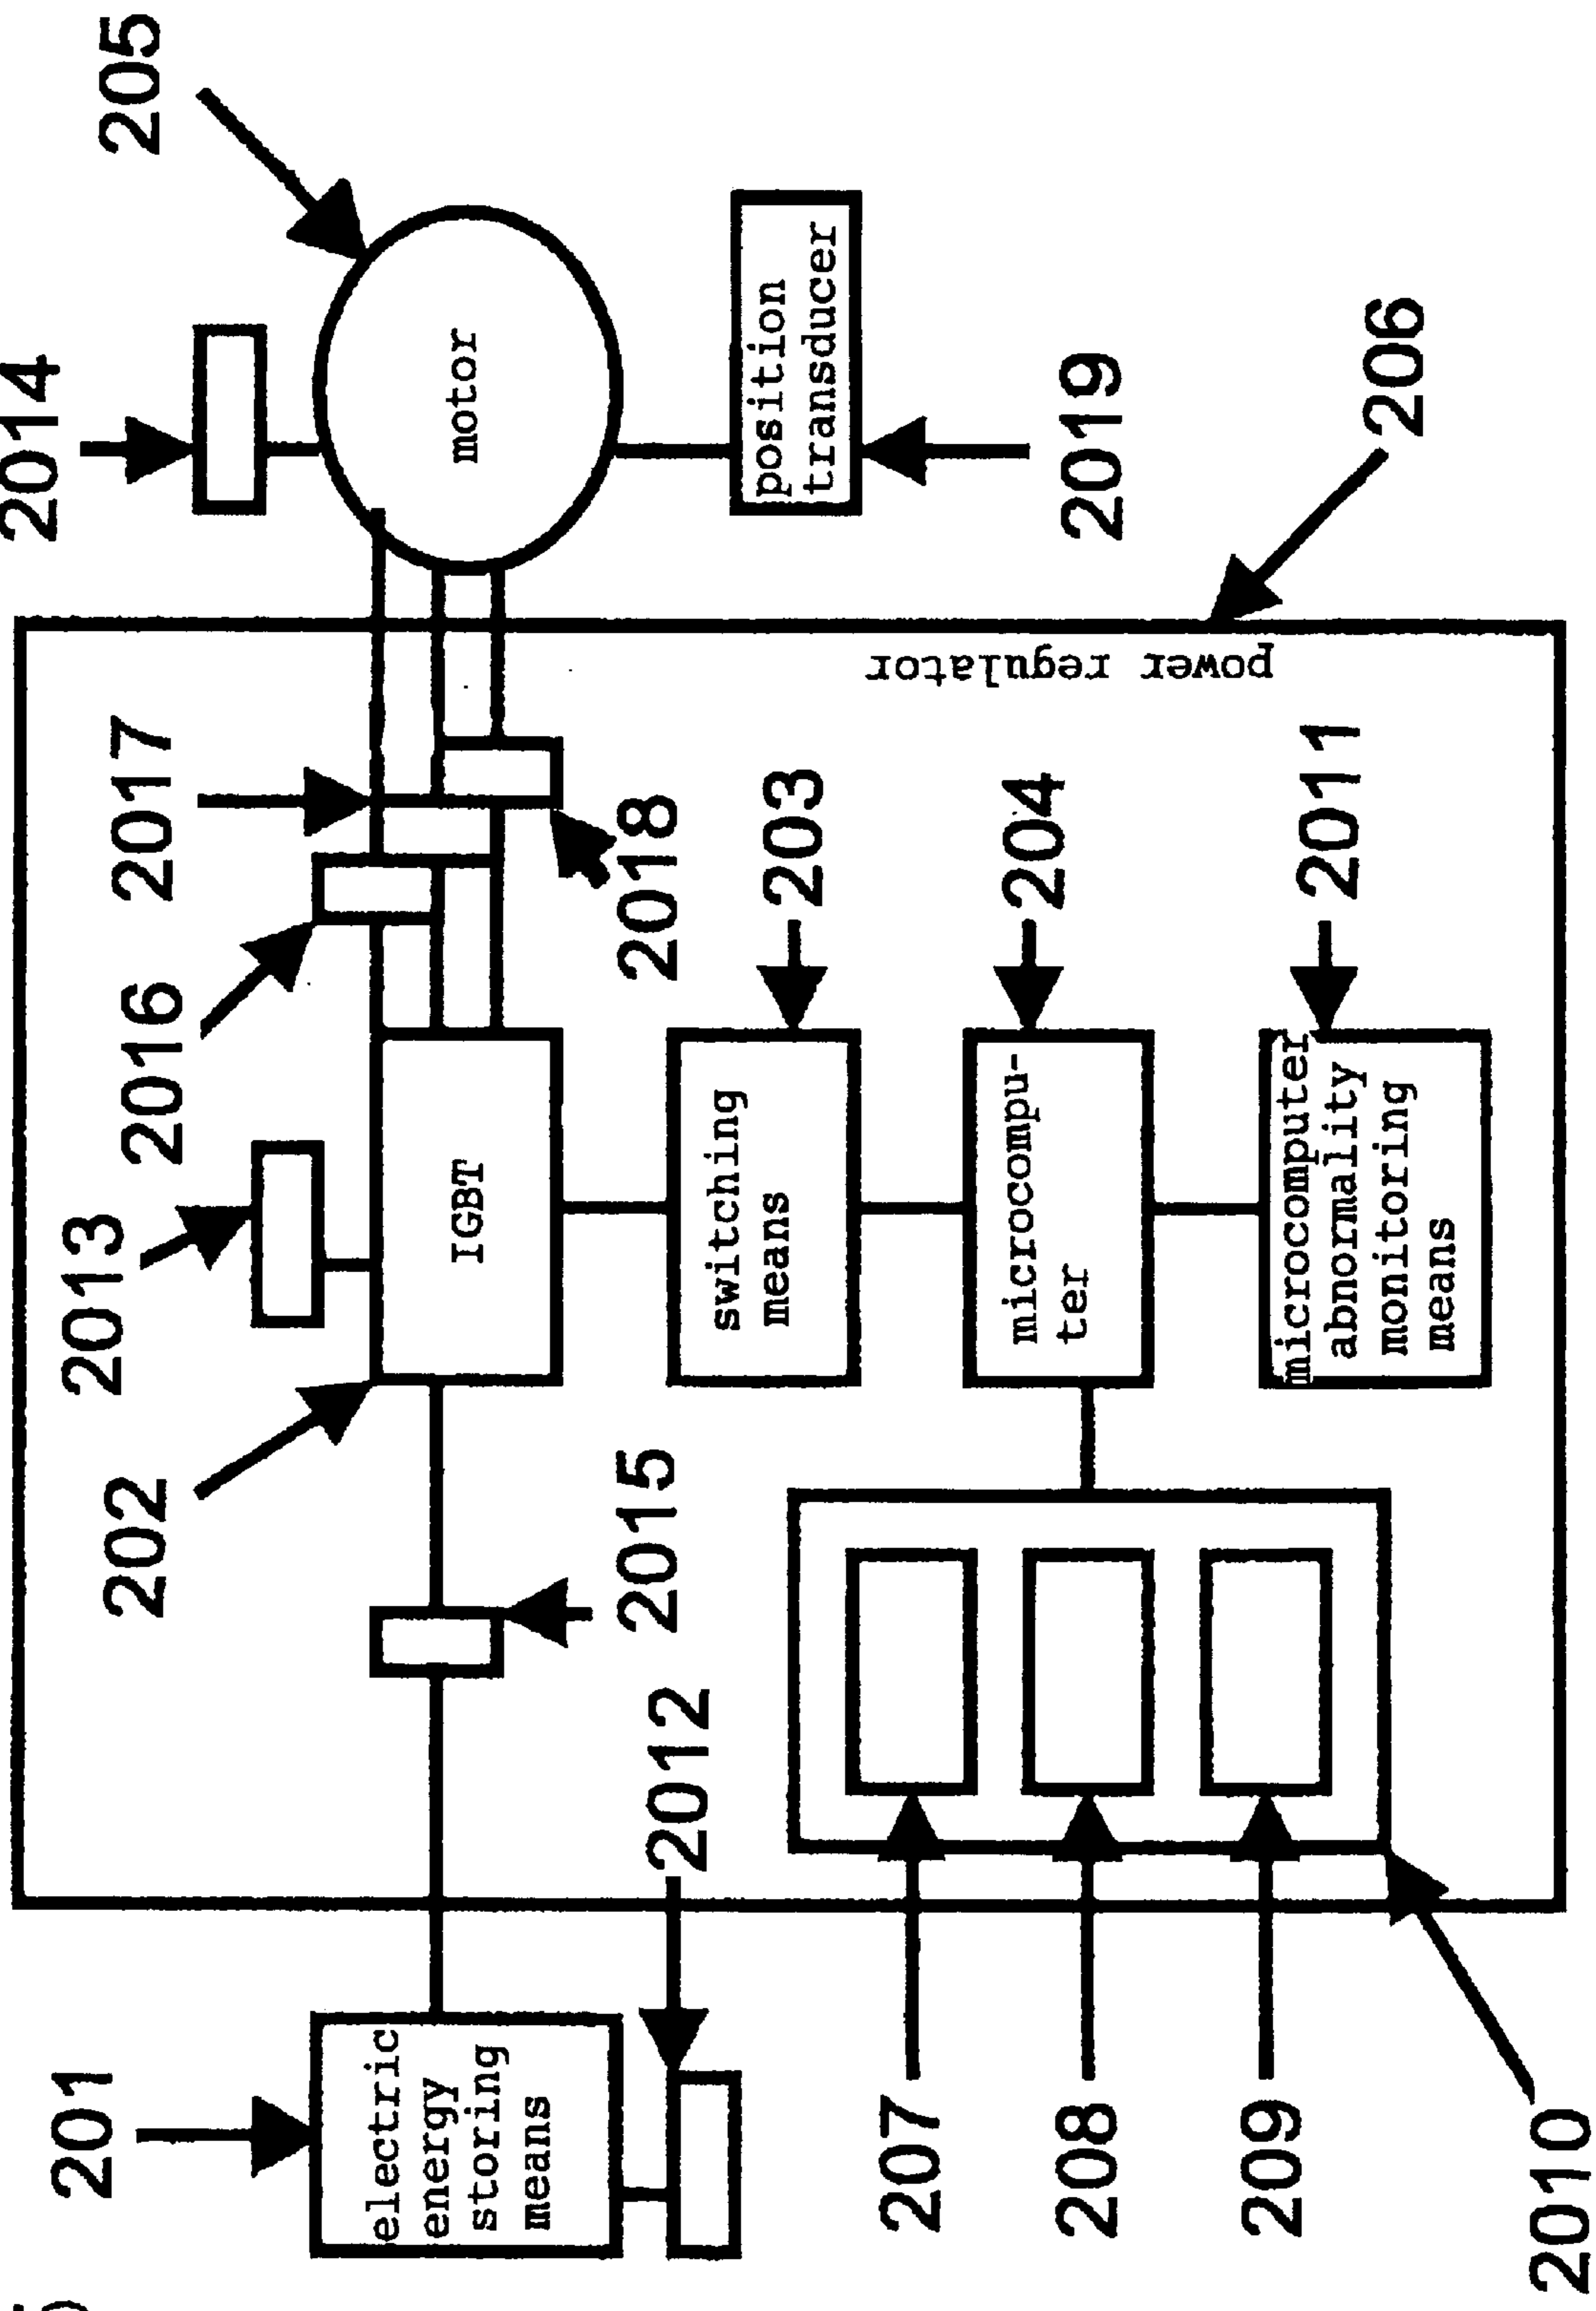 201
electric
energy
storing
means
2012
2015
202
2013
IGBT
2016
2017
2018
2014
205
motor
position
transducer
2019
206
power regulator
switching
means
203
microcompu-
ter
204
microcomputer
abnormality
monitoring
means
2011
207
208
209
2010